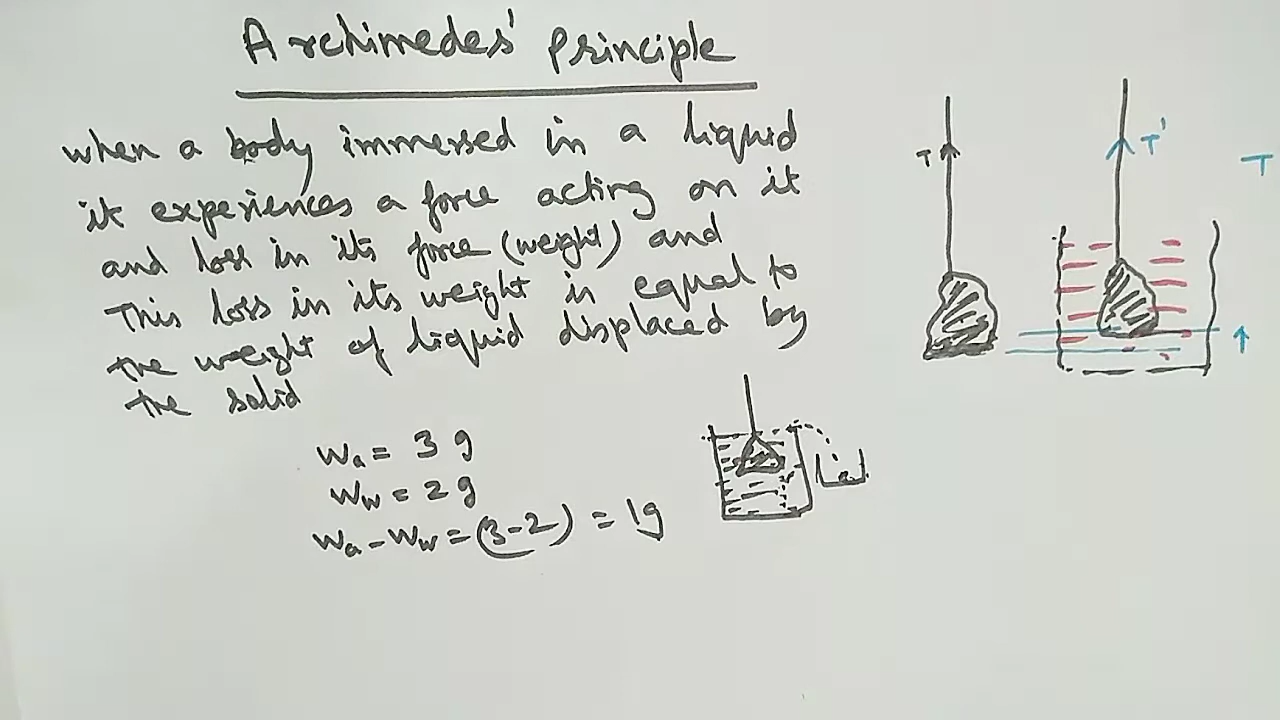 Archimedes' principle
when a body immersed in a liquid
it experiences a force acting on it
and loss in its force (weight) and
This loss in its weight is equal to
the weight of liquid displaced by
the solid
Wa = 3 g
Ww = 2 g
Wa - Ww = (3-2) = 1g
T
T'
T